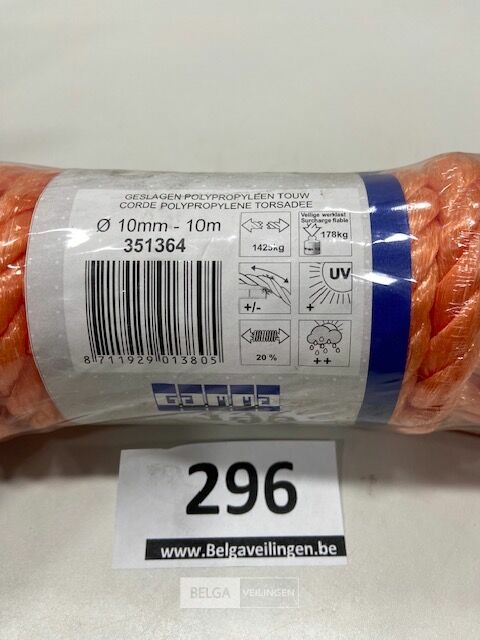 GESLAGEN POLYPROPYLEEN TOUW
CORDE POLYPROPYLENE TORSADEE
Ø 10mm - 10m
351364
8 711929 013805
1425kg
Veilige werklast
Surcharge fiable
178kg
+/-
UV
+
20 %
++
296
www.Belgaveilingen.be
BELGA VEILINGEN